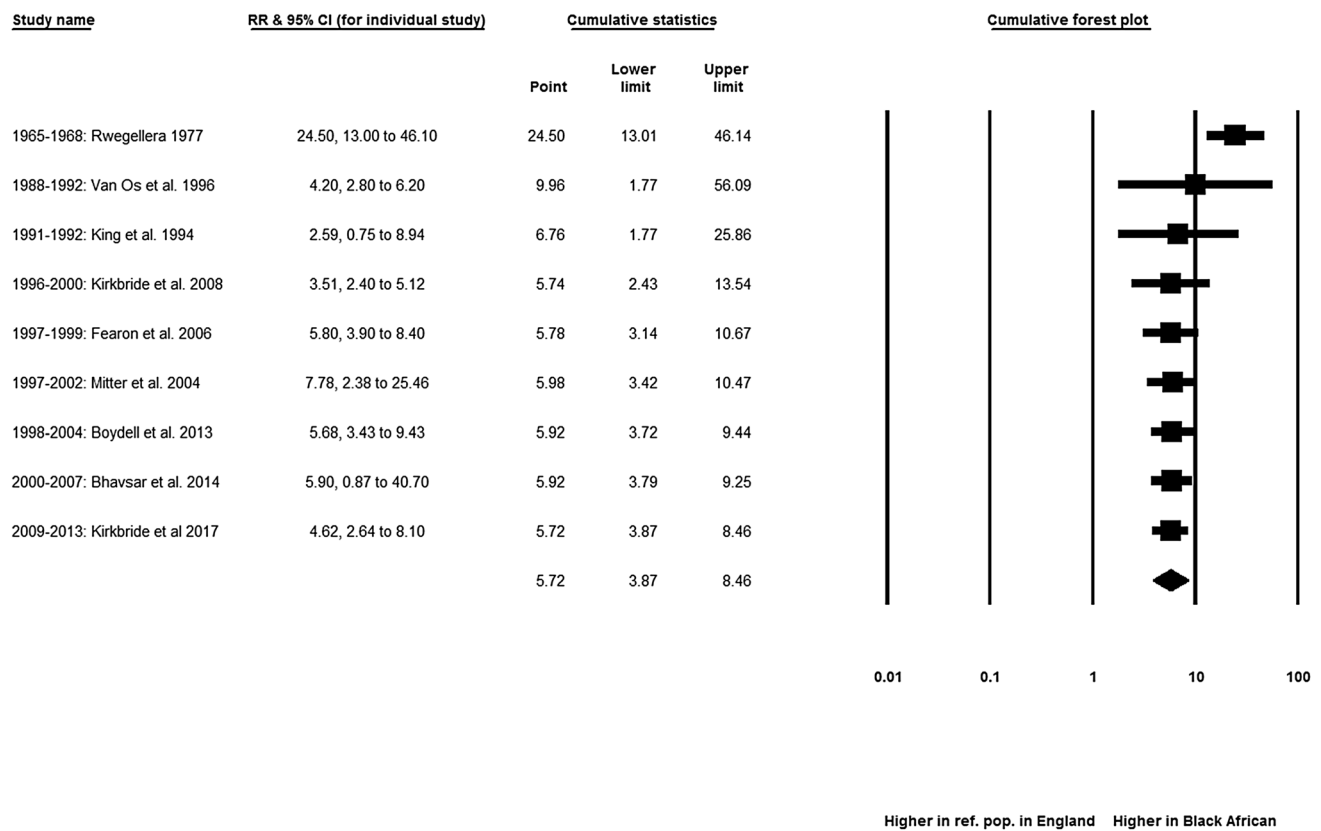 Study name RR & 95% CI (for individual study) Cumulative statistics Cumulative forest plot
Lower Upper
Point limit limit
1965-1968: Rwegellera 1977 24.50, 13.00 to 46.10 24.50 13.01 46.14
1988-1992: Van Os et al. 1996 4.20, 2.80 to 6.20 9.96 1.77 56.09
1991-1992: King et al. 1994 2.59, 0.75 to 8.94 6.76 1.77 25.86
1996-2000: Kirkbride et al. 2008 3.51, 2.40 to 5.12 5.74 2.43 13.54
1997-1999: Fearon et al. 2006 5.80, 3.90 to 8.40 5.78 3.14 10.67
1997-2002: Mitter et al. 2004 7.78, 2.38 to 25.46 5.98 3.42 10.47
1998-2004: Boydell et al. 2013 5.68, 3.43 to 9.43 5.92 3.72 9.44
2000-2007: Bhavsar et al. 2014 5.90, 0.87 to 40.70 5.92 3.79 9.25
2009-2013: Kirkbride et al 2017 4.62, 2.64 to 8.10 5.72 3.87 8.46
5.72 3.87 8.46
0.01 0.1 1 10 100
Higher in ref. pop. in England Higher in Black African